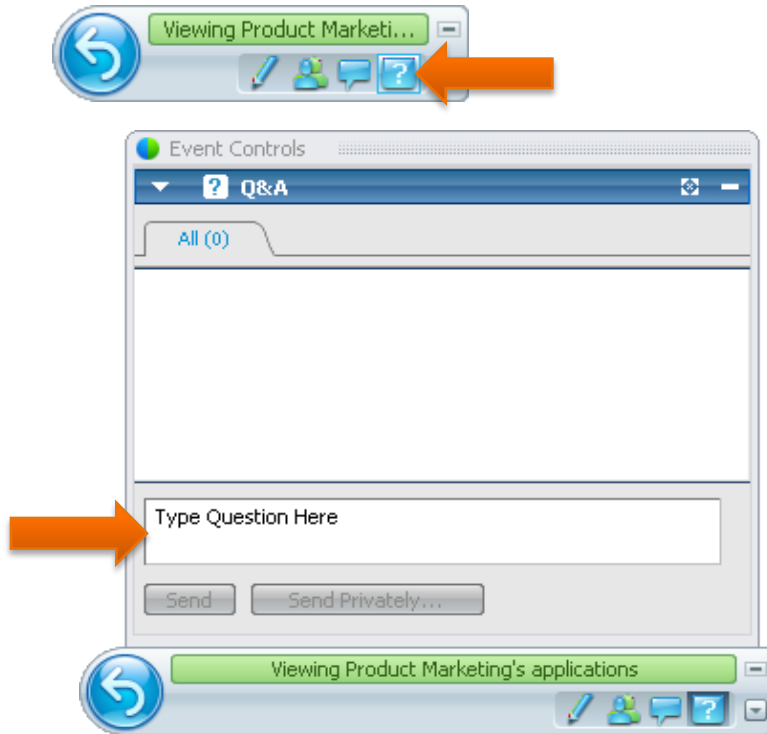 Viewing Product Marketi...
?
Event Controls
? Q&A
All (0)
Type Question Here
Send Send Privately...
Viewing Product Marketing's applications
?